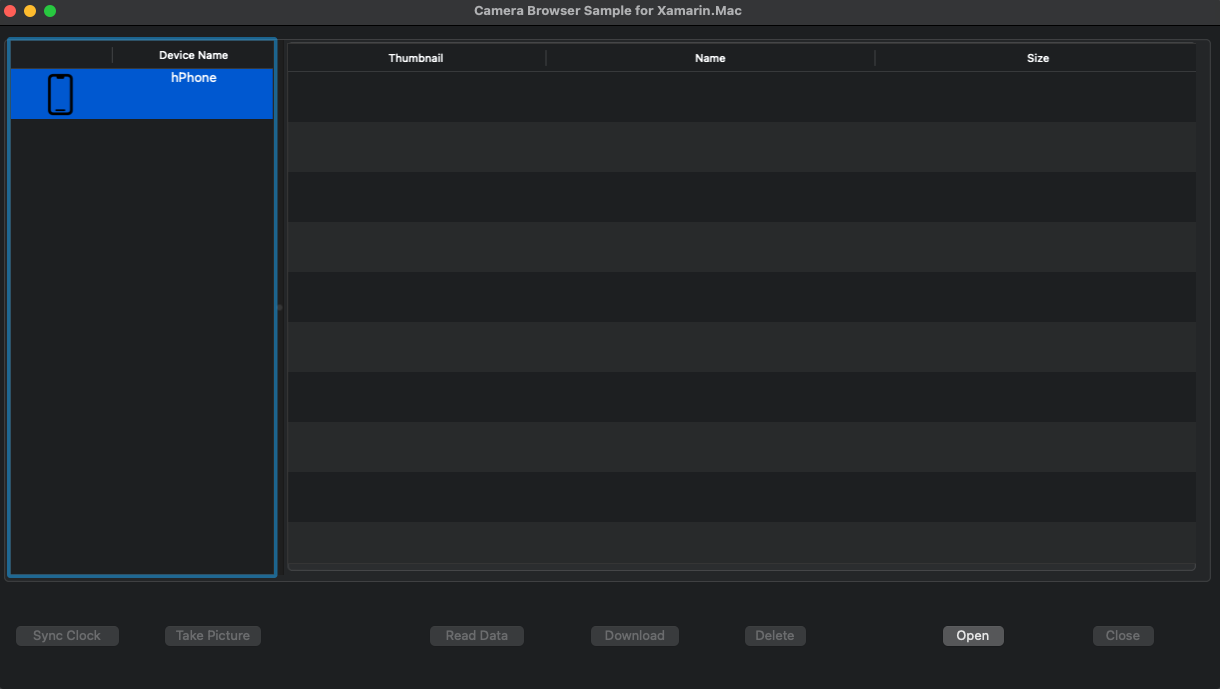 Camera Browser Sample for Xamarin.Mac
Device Name
hPhone
Thumbnail
Name
Size
Sync Clock
Take Picture
Read Data
Download
Delete
Open
Close